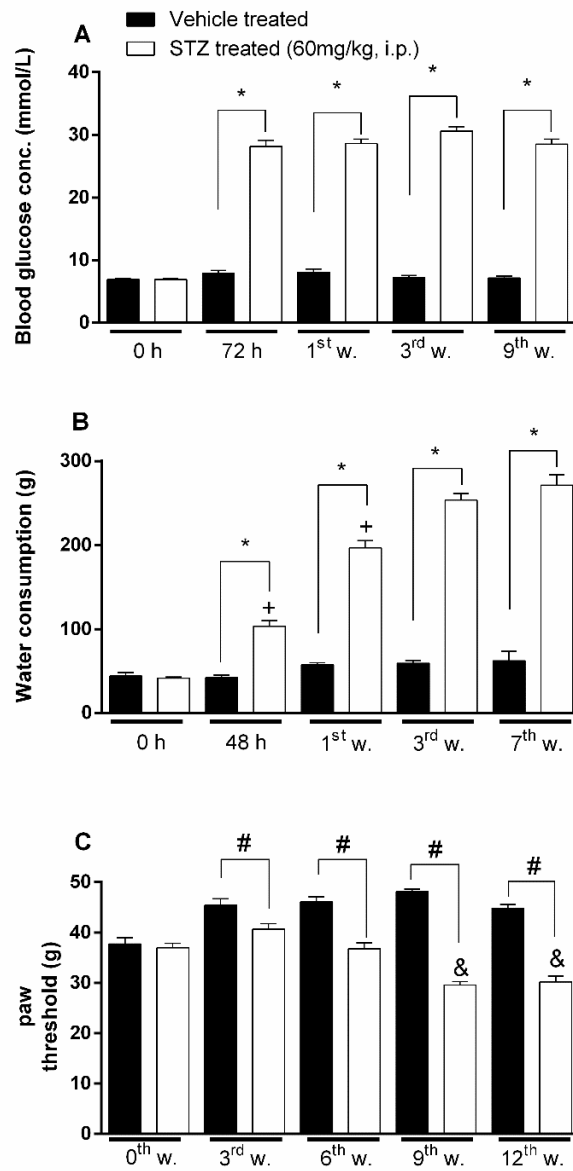 Vehicle treated
STZ treated (60mg/kg, i.p.)
A
Blood glucose conc. (mmol/L)
40
30
20
10
0
* * * *
0 h 72 h 1st w. 3rd w. 9th w.
B
Water consumption (g)
300
200
100
0
* * * *
+ +
0 h 48 h 1st w. 3rd w. 7th w.
C
paw
threshold (g)
50
40
30
20
10
0
# # # #
& &
0th w. 3rd w. 6th w. 9th w. 12th w.